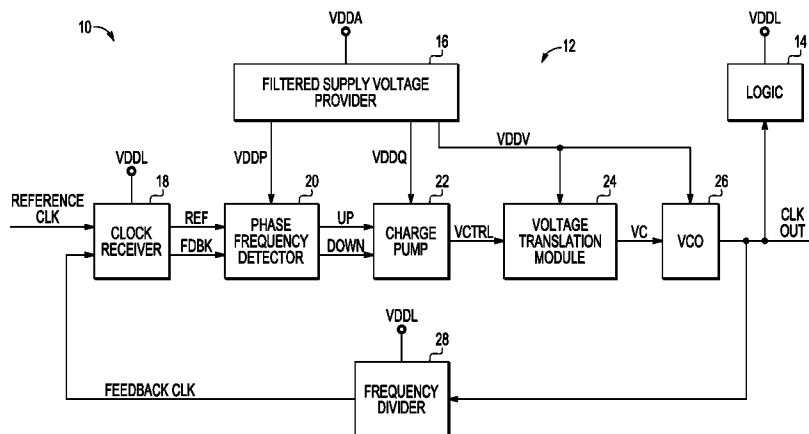 10
VDDA
16
FILTERED SUPPLY VOLTAGE
PROVIDER
12
VDDL
14
LOGIC
VDDL
18
VDDP
20
VDDQ
22
VDDV
24
26
REFERENCE
CLK
CLOCK
RECEIVER
REF
FDBK
PHASE
FREQUENCY
DETECTOR
UP
DOWN
CHARGE
PUMP
VCTRL
VOLTAGE
TRANSLATION
MODULE
VC
VCO
CLK
OUT
VDDL
28
FEEDBACK CLK
FREQUENCY
DIVIDER